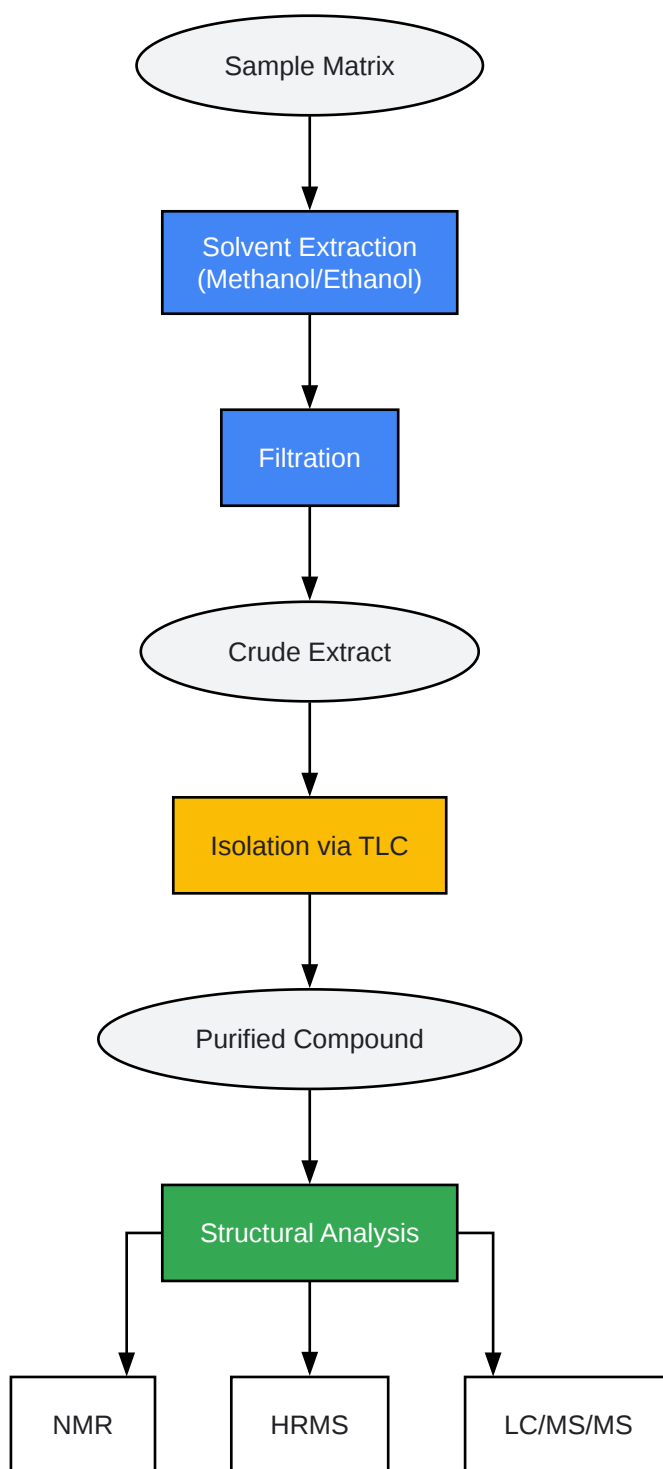 Sample Matrix
Solvent Extraction
(Methanol/Ethanol)
Filtration
Crude Extract
Isolation via TLC
Purified Compound
Structural Analysis
NMR
HRMS
LC/MS/MS